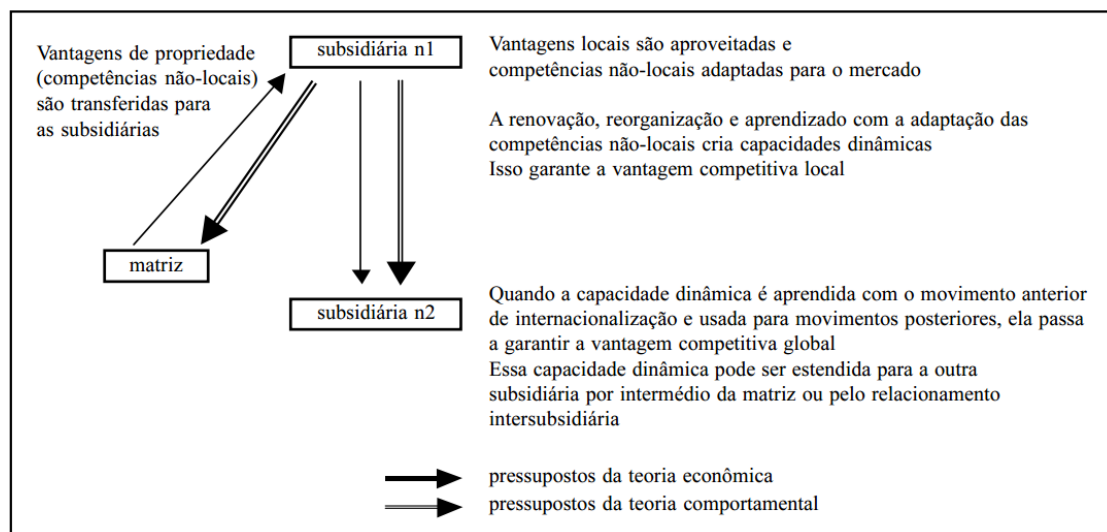 Vantagens de propriedade
(competências não-locais)
são transferidas para
as subsidiárias
subsidiária n1
Vantagens locais são aproveitadas e
competências não-locais adaptadas para o mercado
A renovação, reorganização e aprendizado com a adaptação das
competências não-locais cria capacidades dinâmicas
Isso garante a vantagem competitiva local
matriz
subsidiária n2
Quando a capacidade dinâmica é aprendida com o movimento anterior
de internacionalização e usada para movimentos posteriores, ela passa
a garantir a vantagem competitiva global
Essa capacidade dinâmica pode ser estendida para a outra
subsidiária por intermédio da matriz ou pelo relacionamento
intersubsidiária
pressupostos da teoria econômica
pressupostos da teoria comportamental